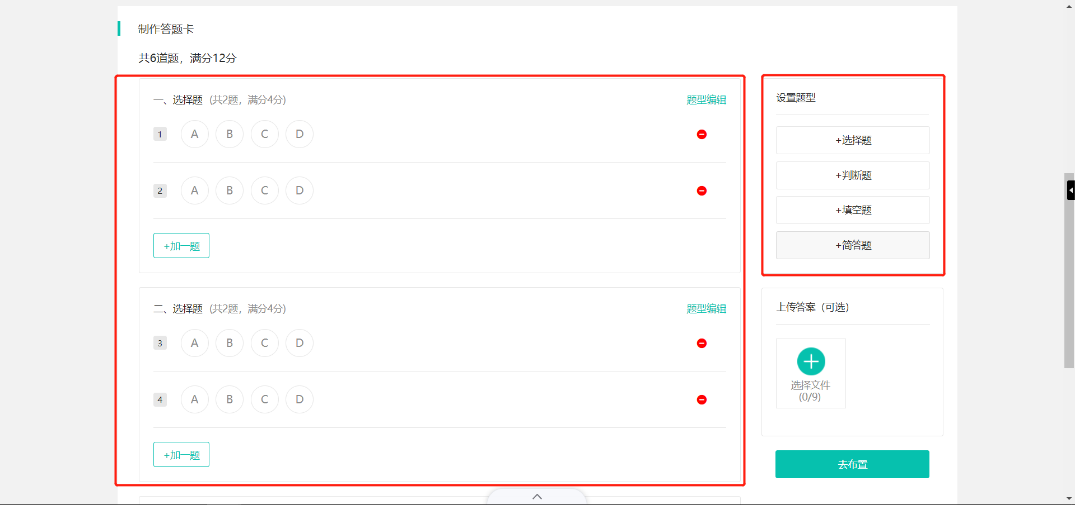 制作答题卡
共6道题，满分12分
一、选择题 (共2题，满分4分) 题型编辑
1 A B C D
2 A B C D
+加一题
二、选择题 (共2题，满分4分) 题型编辑
3 A B C D
4 A B C D
+加一题
设置题型
+选择题
+判断题
+填空题
+简答题
上传答案（可选）
选择文件
(0/9)
去布置